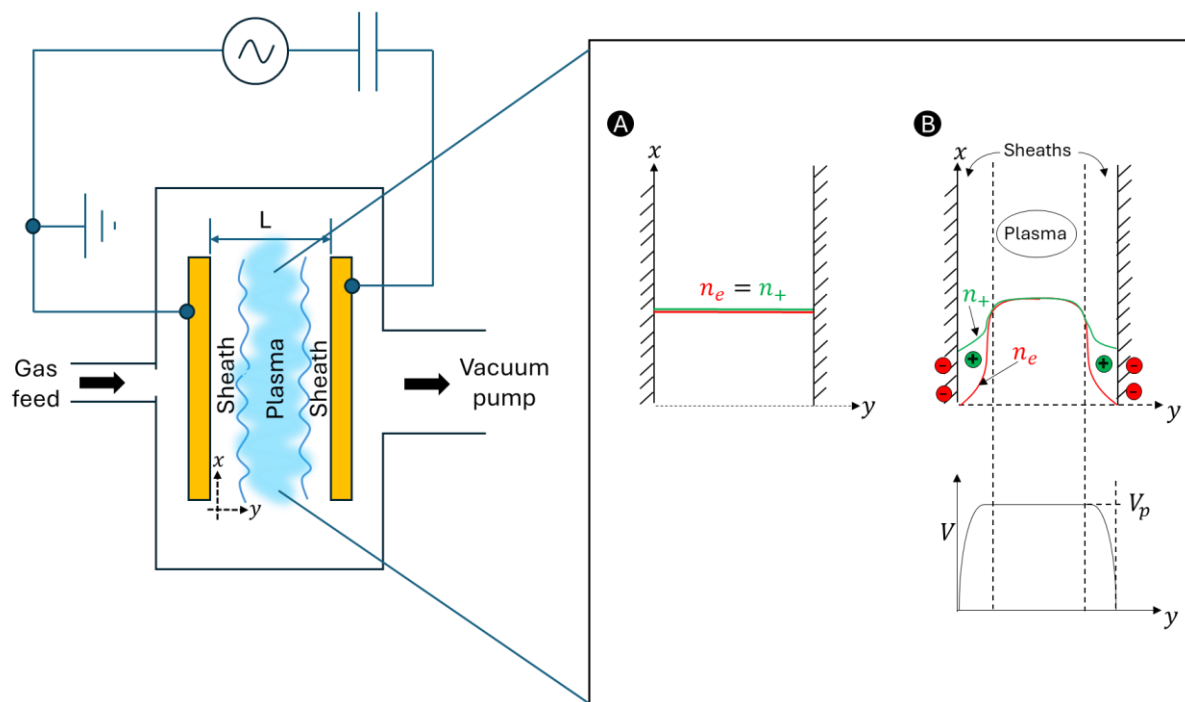 L
Gas
feed
Sheath
Plasma
Sheath
Vacuum
pump
x
y
A
x
n_e = n_+
y
B
x
Sheaths
Plasma
n_+
+
n_e
+
-
-
-
-
y
V
V_p
y